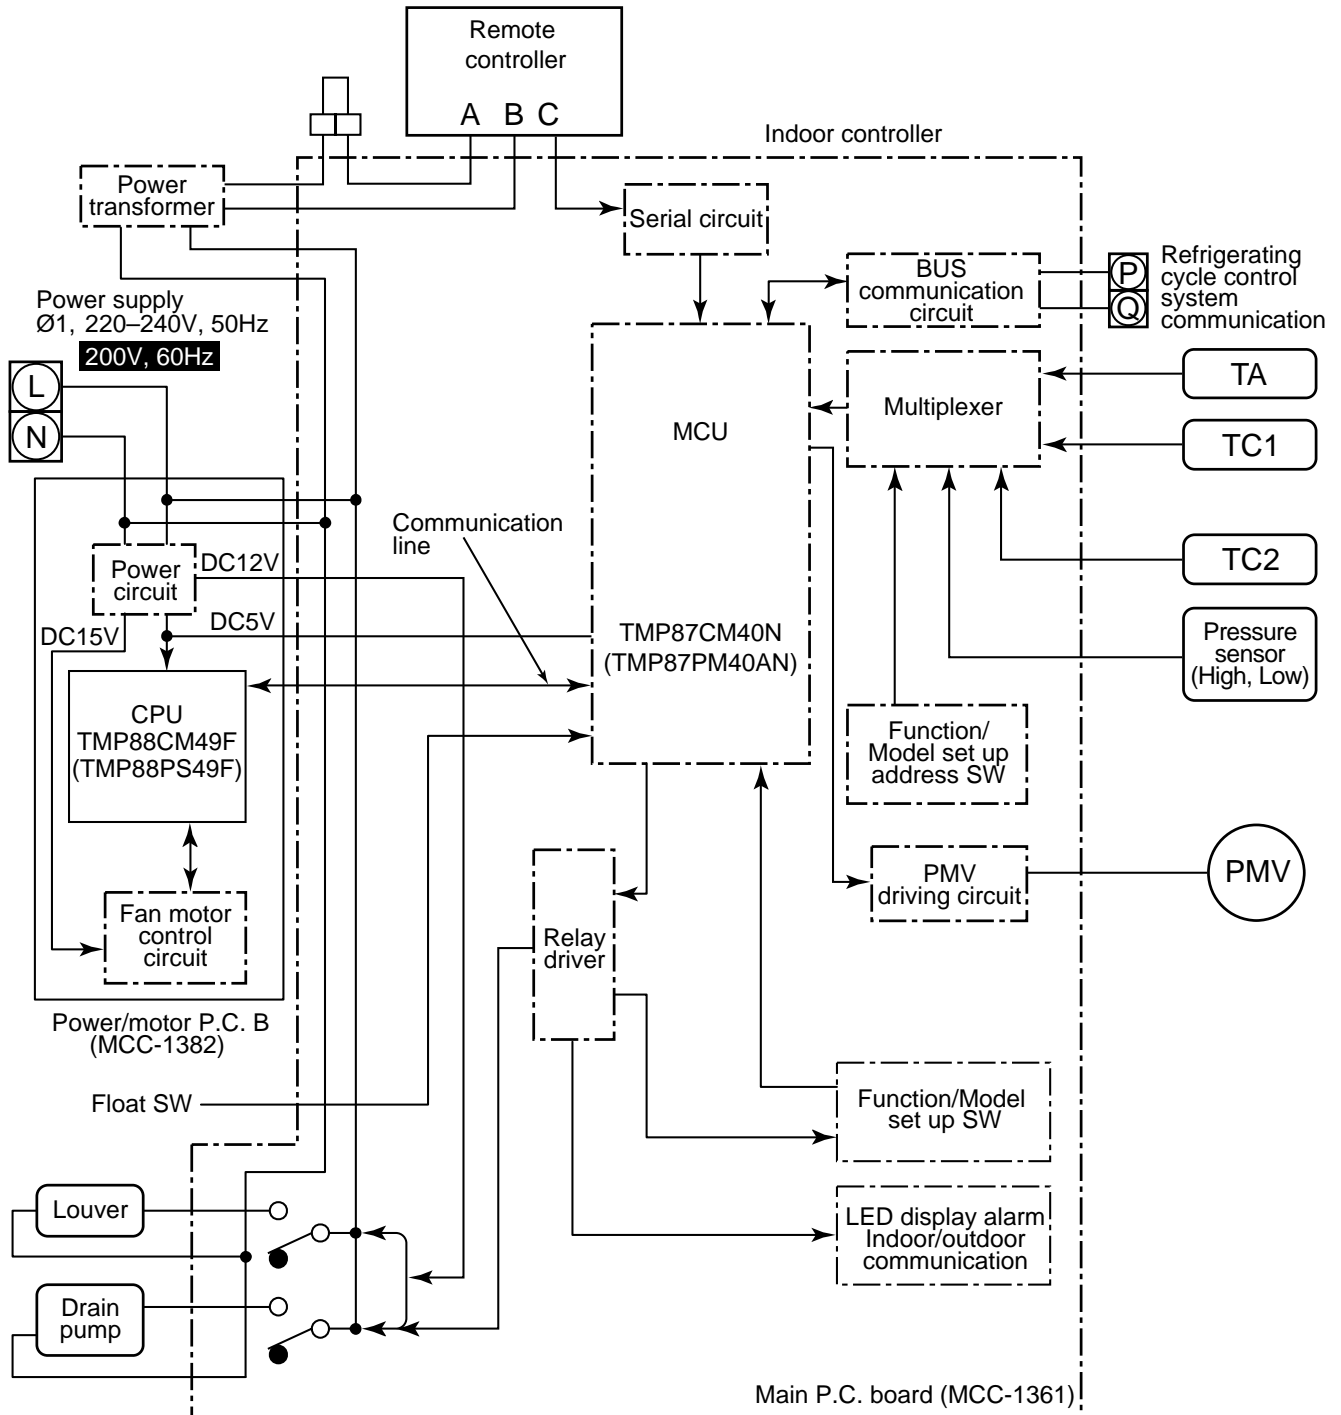 Remote
controller
A B C
Indoor controller
Power
transformer
Serial circuit
BUS
communication
circuit
P
Q
Refrigerating
cycle control
system
communication
Power supply
Ø1, 220–240V, 50Hz
200V, 60Hz
L
N
Multiplexer
TA
TC1
MCU
Communication
line
TC2
Power
circuit
DC12V
DC15V
DC5V
TMP87CM40N
(TMP87PM40AN)
Pressure
sensor
(High, Low)
CPU
TMP88CM49F
(TMP88PS49F)
Function/
Model set up
address SW
PMV
driving circuit
PMV
Fan motor
control
circuit
Relay
driver
Power/motor P.C. B
(MCC-1382)
Float SW
Function/Model
set up SW
Louver
LED display alarm
Indoor/outdoor
communication
Drain
pump
Main P.C. board (MCC-1361)